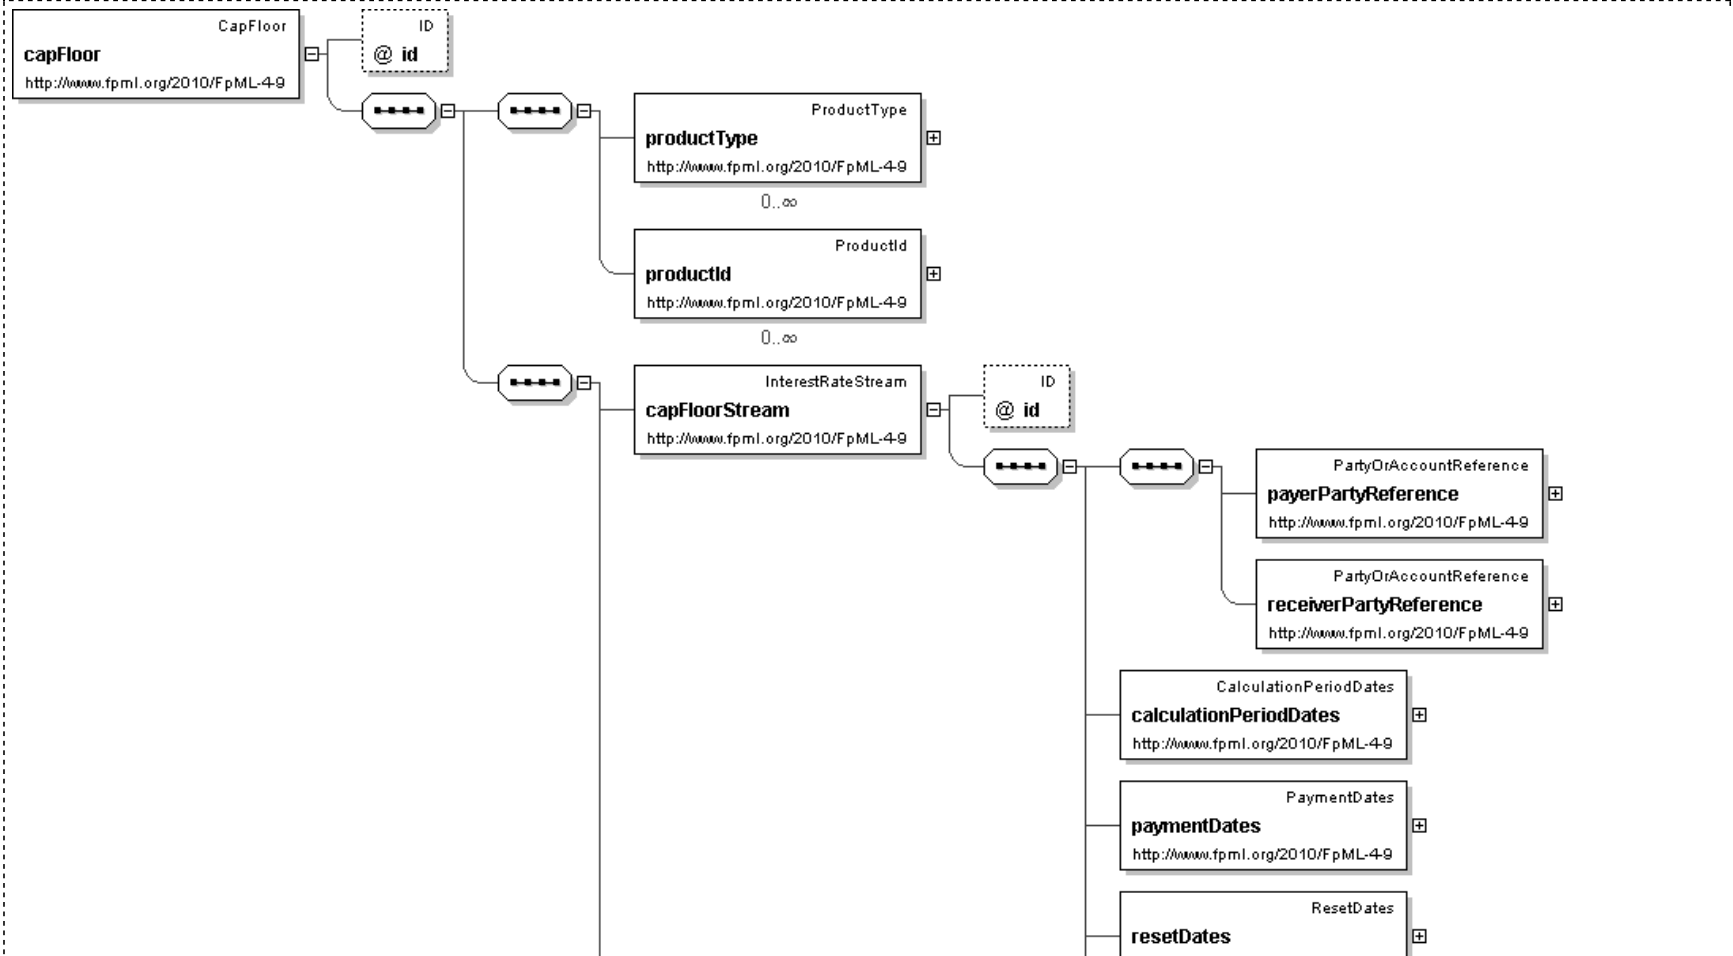 CapFloor
capFloor
http://www.fpml.org/2010/FpML-4-9
ID
@ id
ProductType
productType
http://www.fpml.org/2010/FpML-4-9
0..∞
ProductId
productId
http://www.fpml.org/2010/FpML-4-9
0..∞
InterestRateStream
capFloorStream
http://www.fpml.org/2010/FpML-4-9
ID
@ id
PartyOrAccountReference
payerPartyReference
http://www.fpml.org/2010/FpML-4-9
PartyOrAccountReference
receiverPartyReference
http://www.fpml.org/2010/FpML-4-9
CalculationPeriodDates
calculationPeriodDates
http://www.fpml.org/2010/FpML-4-9
PaymentDates
paymentDates
http://www.fpml.org/2010/FpML-4-9
ResetDates
resetDates